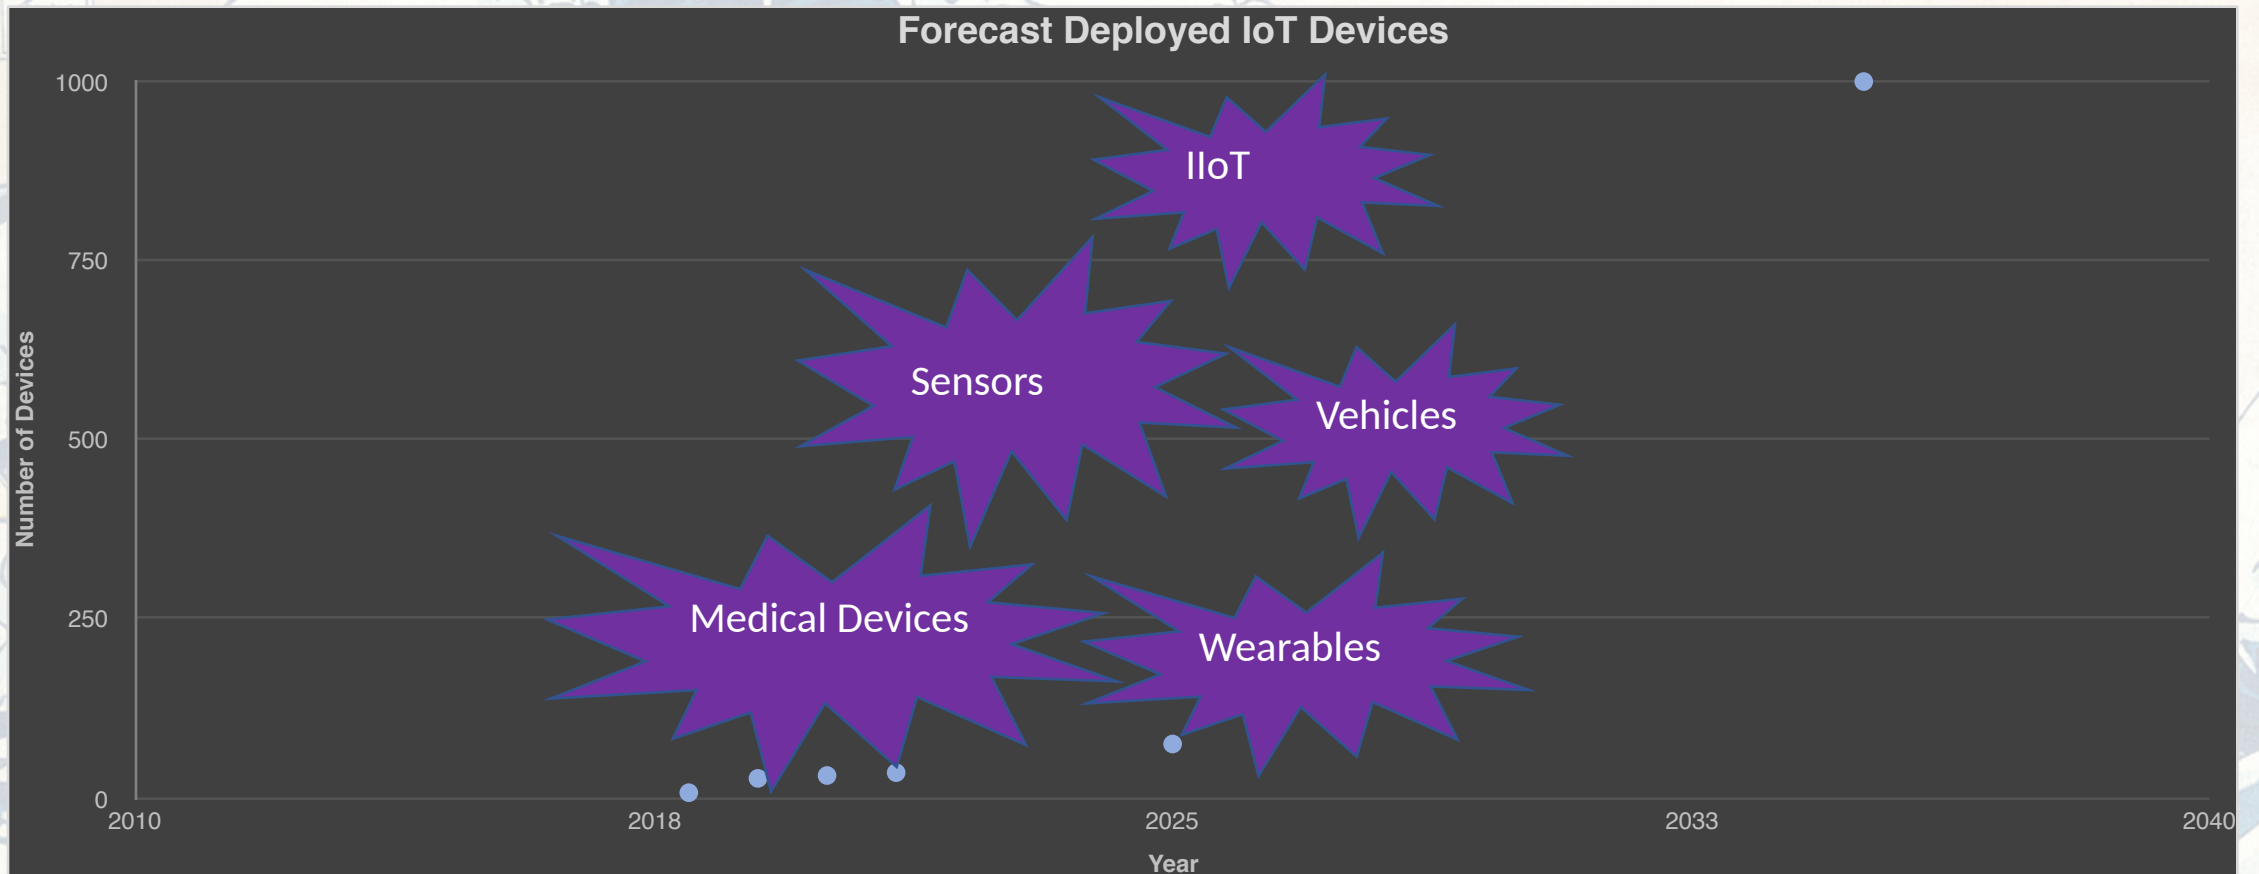 Forecast Deployed IoT Devices
1000
750
500
250
0
Number of Devices
IIoT
Sensors
Vehicles
Medical Devices
Wearables
2010
2018
2025
2033
2040
Year